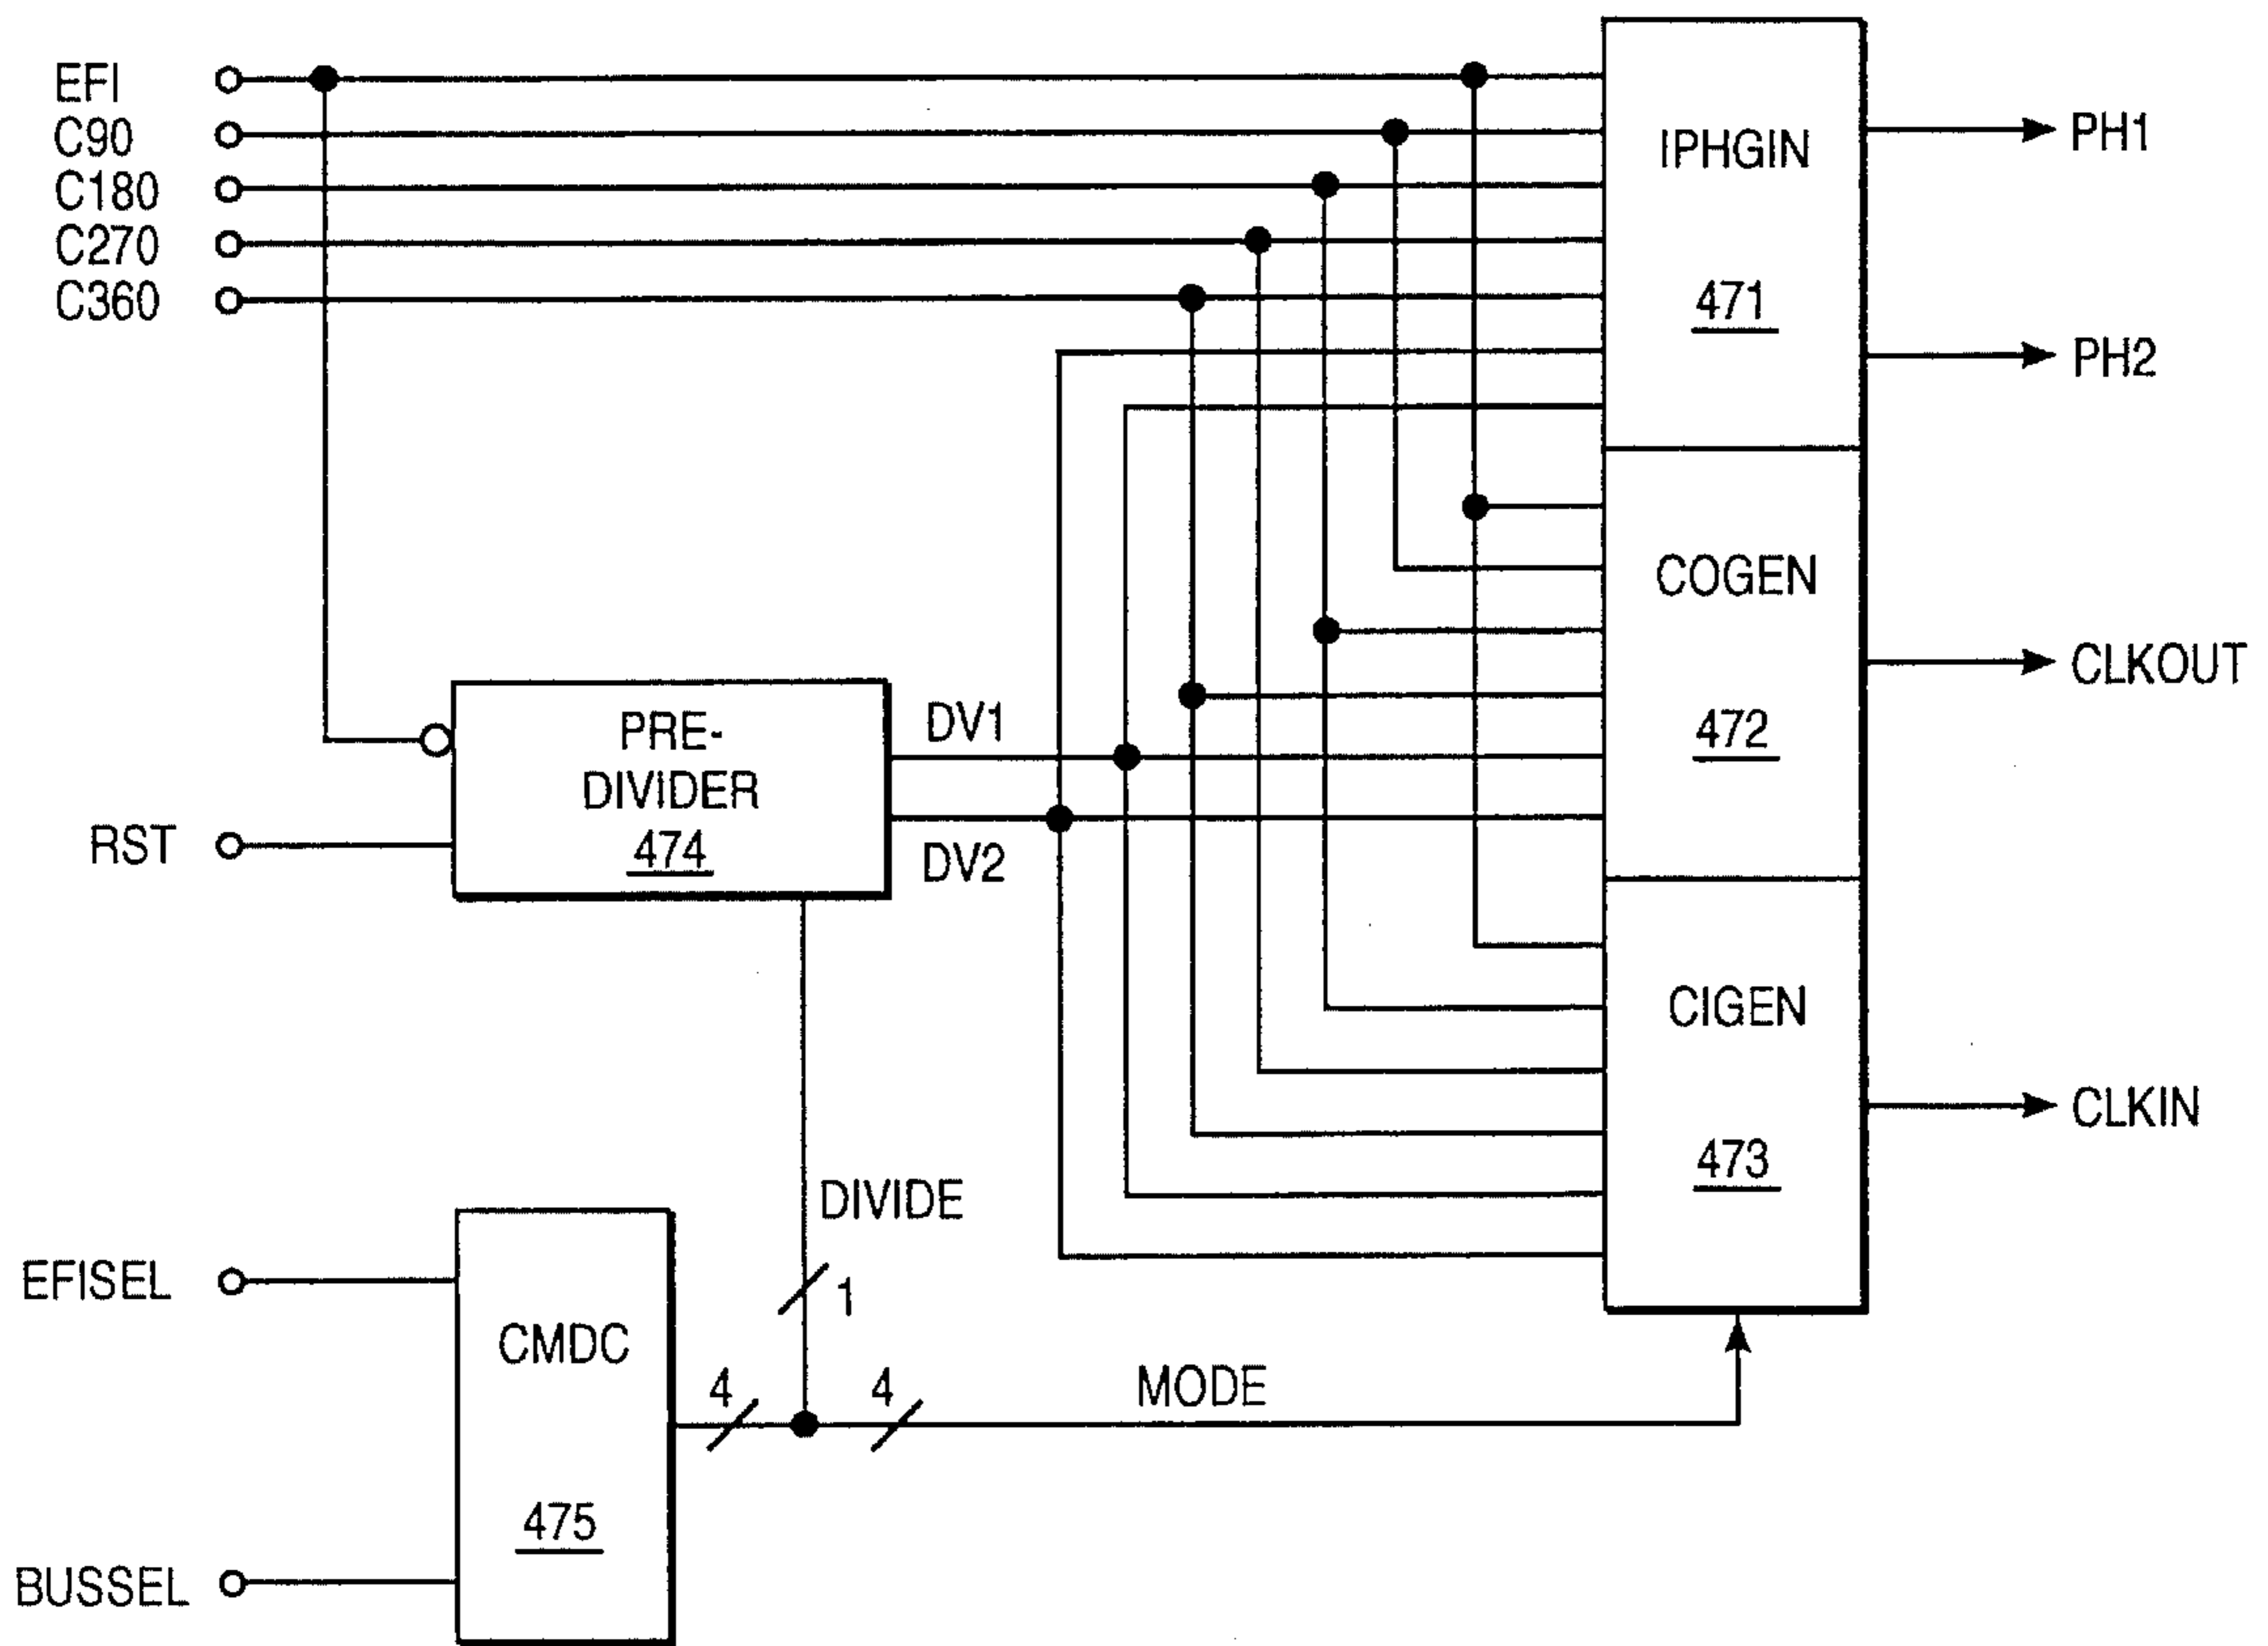 EFI
C90
C180
C270
C360
IPHGIN
471
PH1
PH2
COGEN
472
CLKOUT
PRE-
DIVIDER
474
DV1
DV2
RST
CIGEN
473
CLKIN
DIVIDE
1
EFISEL
CMDC
475
4
4
MODE
BUSSEL